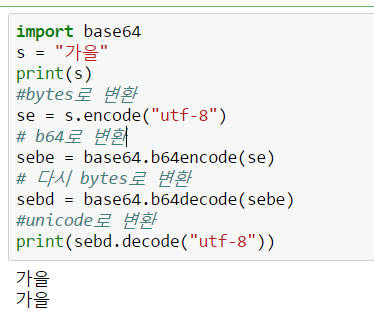 import base64
s = "가을"
print(s)
#bytes로 변환
se = s.encode("utf-8")
# b64로 변환
sebe = base64.b64encode(se)
# 다시 bytes로 변환
sebd = base64.b64decode(sebe)
#unicode로 변환
print(sebd.decode("utf-8"))
가을
가을